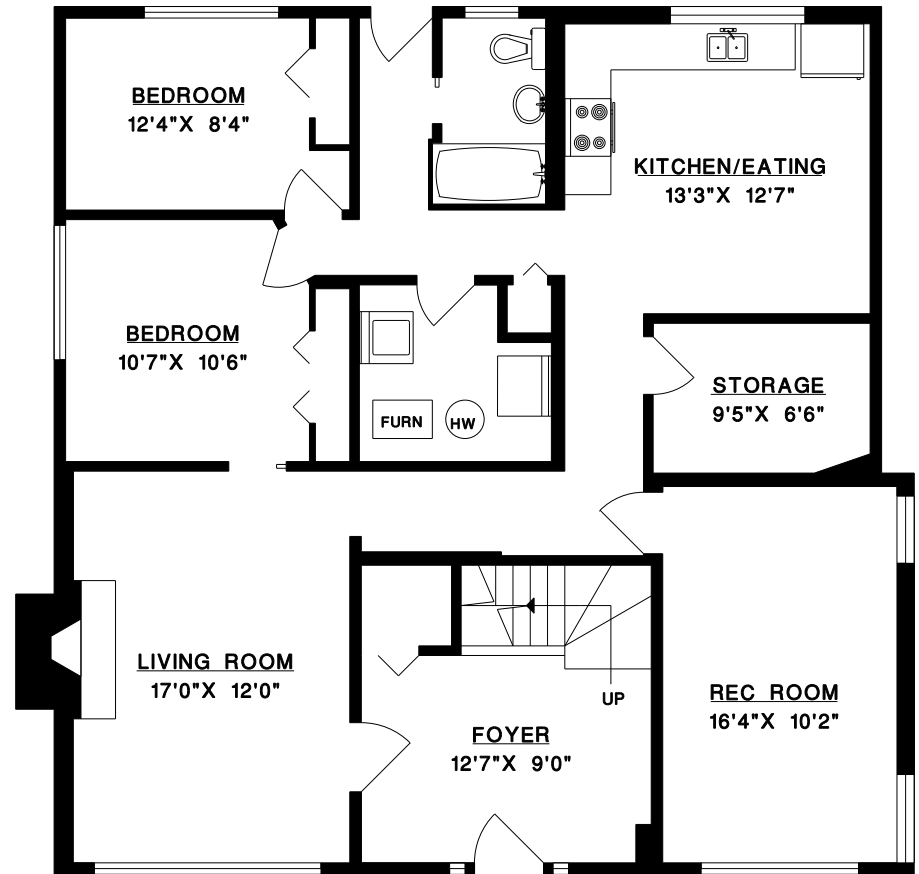 BEDROOM
12'4"X 8'4"
KITCHEN/EATING
13'3"X 12'7"
BEDROOM
10'7"X 10'6"
FURN
HW
STORAGE
9'5"X 6'6"
LIVING ROOM
17'0"X 12'0"
UP
FOYER
12'7"X 9'0"
REC ROOM
16'4"X 10'2"